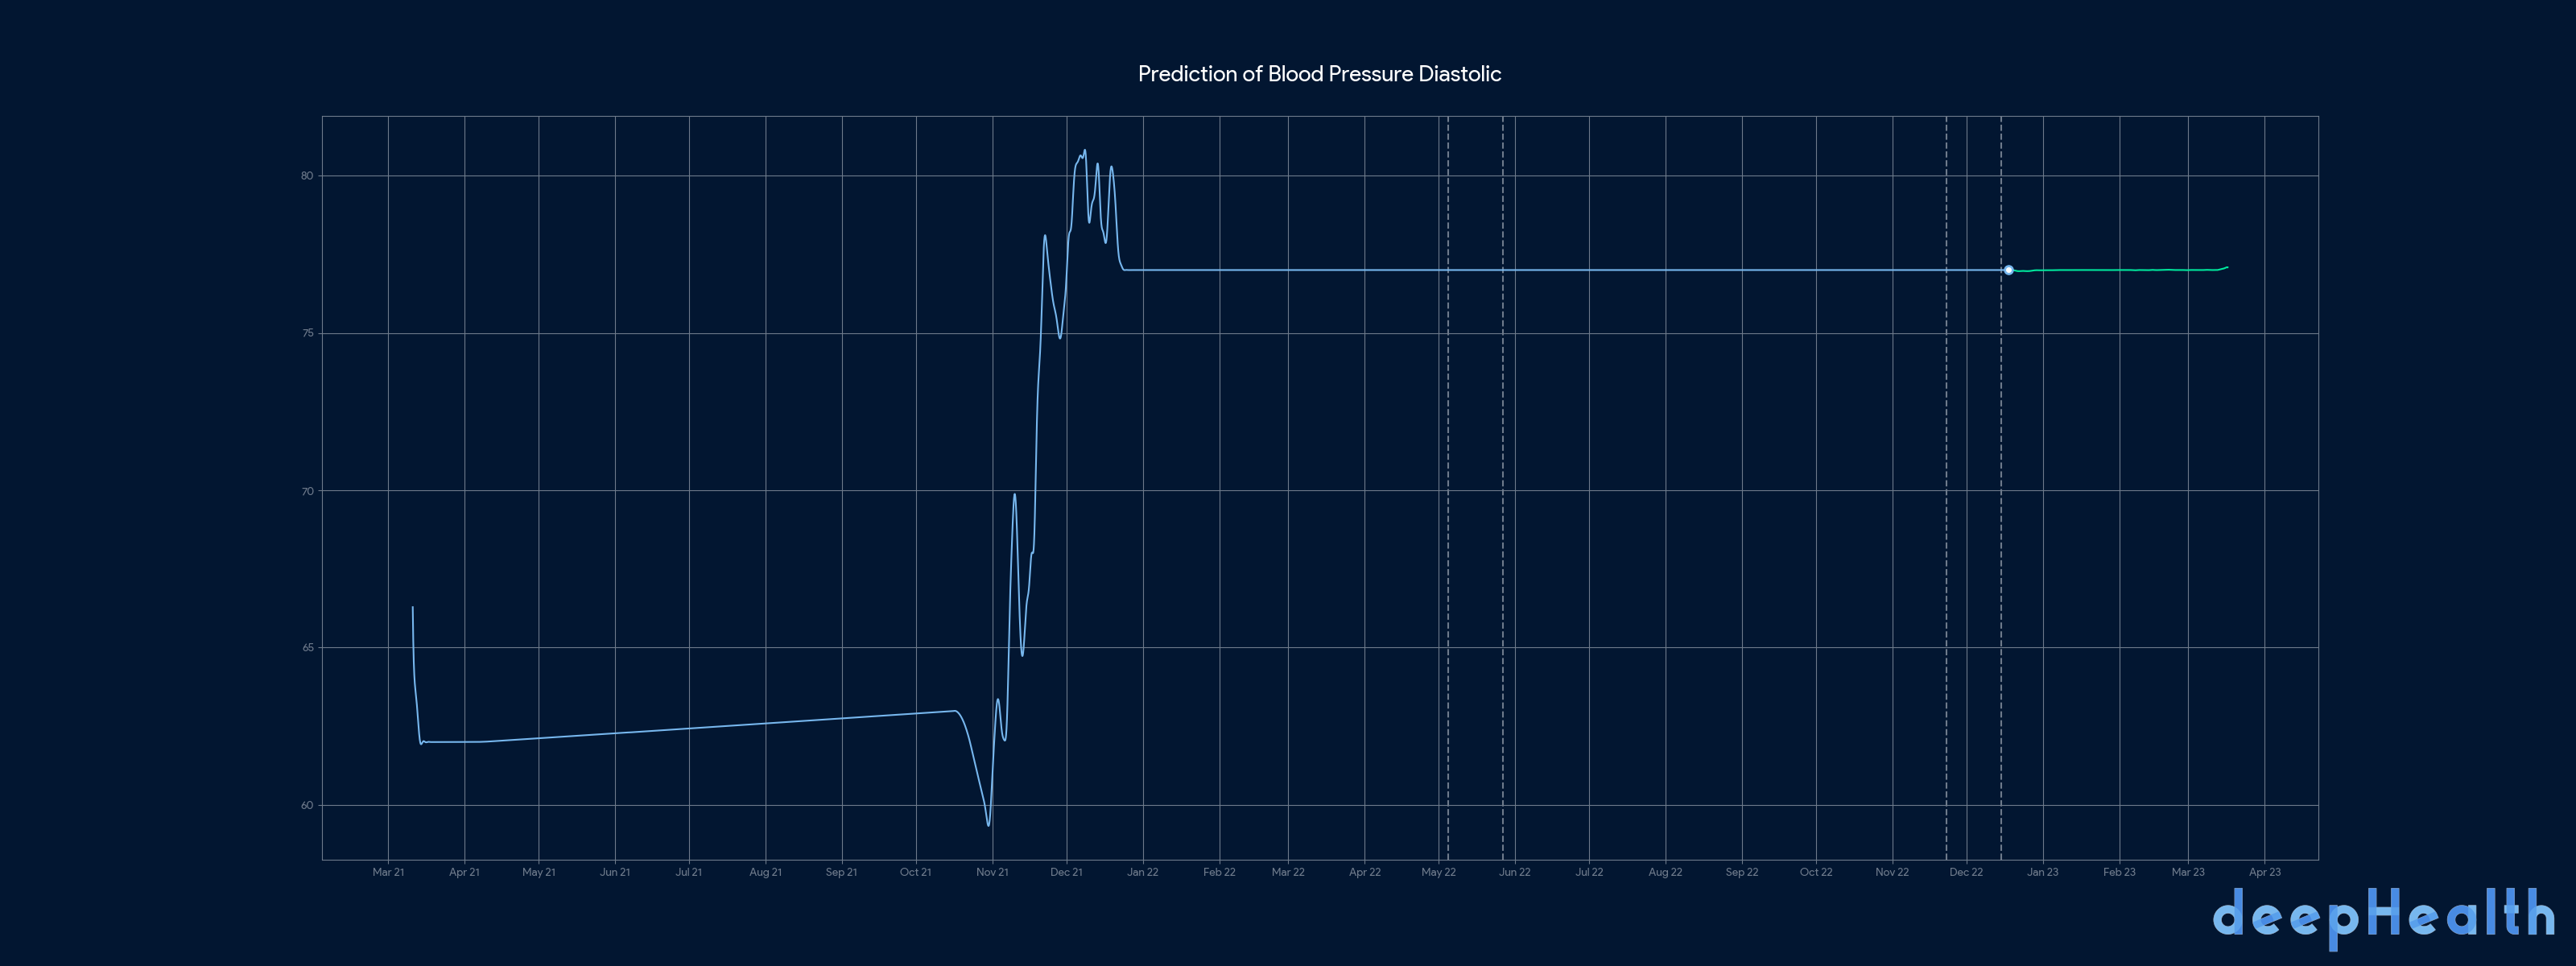 Prediction of Blood Pressure Diastolic
80
75
70
65
60
Mar 21 Apr 21 May 21 Jun 21 Jul 21 Aug 21 Sep 21 Oct 21 Nov 21 Dec 21 Jan 22 Feb 22 Mar 22 Apr 22 May 22 Jun 22 Jul 22 Aug 22 Sep 22 Oct 22 Nov 22 Dec 22 Jan 23 Feb 23 Mar 23 Apr 23
deepHealth